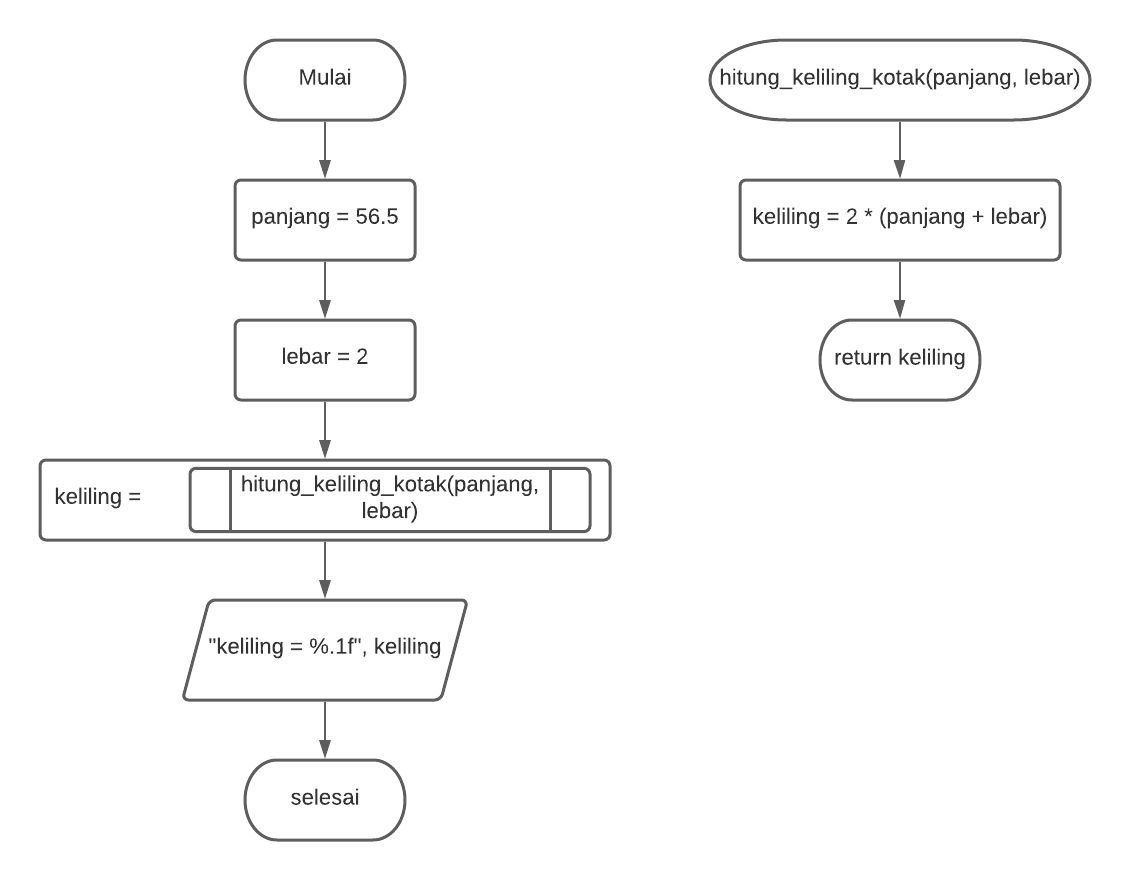 Mulai
panjang = 56.5
lebar = 2
keliling =
hitung_keliling_kotak(panjang,
lebar)
"keliling = %.1f", keliling
selesai
hitung_keliling_kotak(panjang, lebar)
keliling = 2 * (panjang + lebar)
return keliling